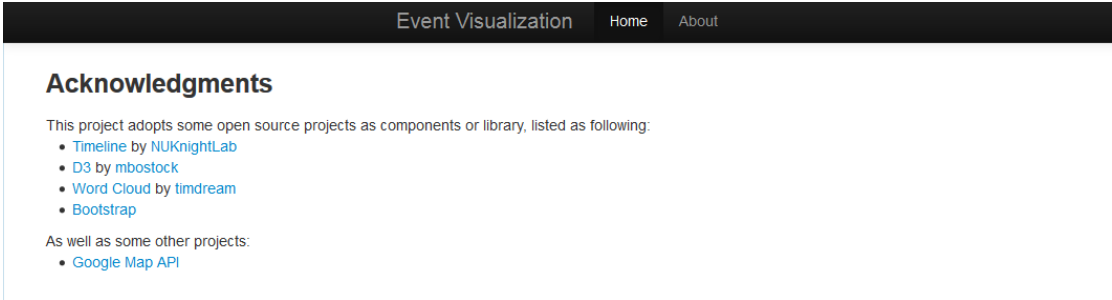 Event Visualization Home About
Acknowledgments
This project adopts some open source projects as components or library, listed as following:
• Timeline by NUKnightLab
• D3 by mbostock
• Word Cloud by timdream
• Bootstrap
As well as some other projects:
• Google Map API